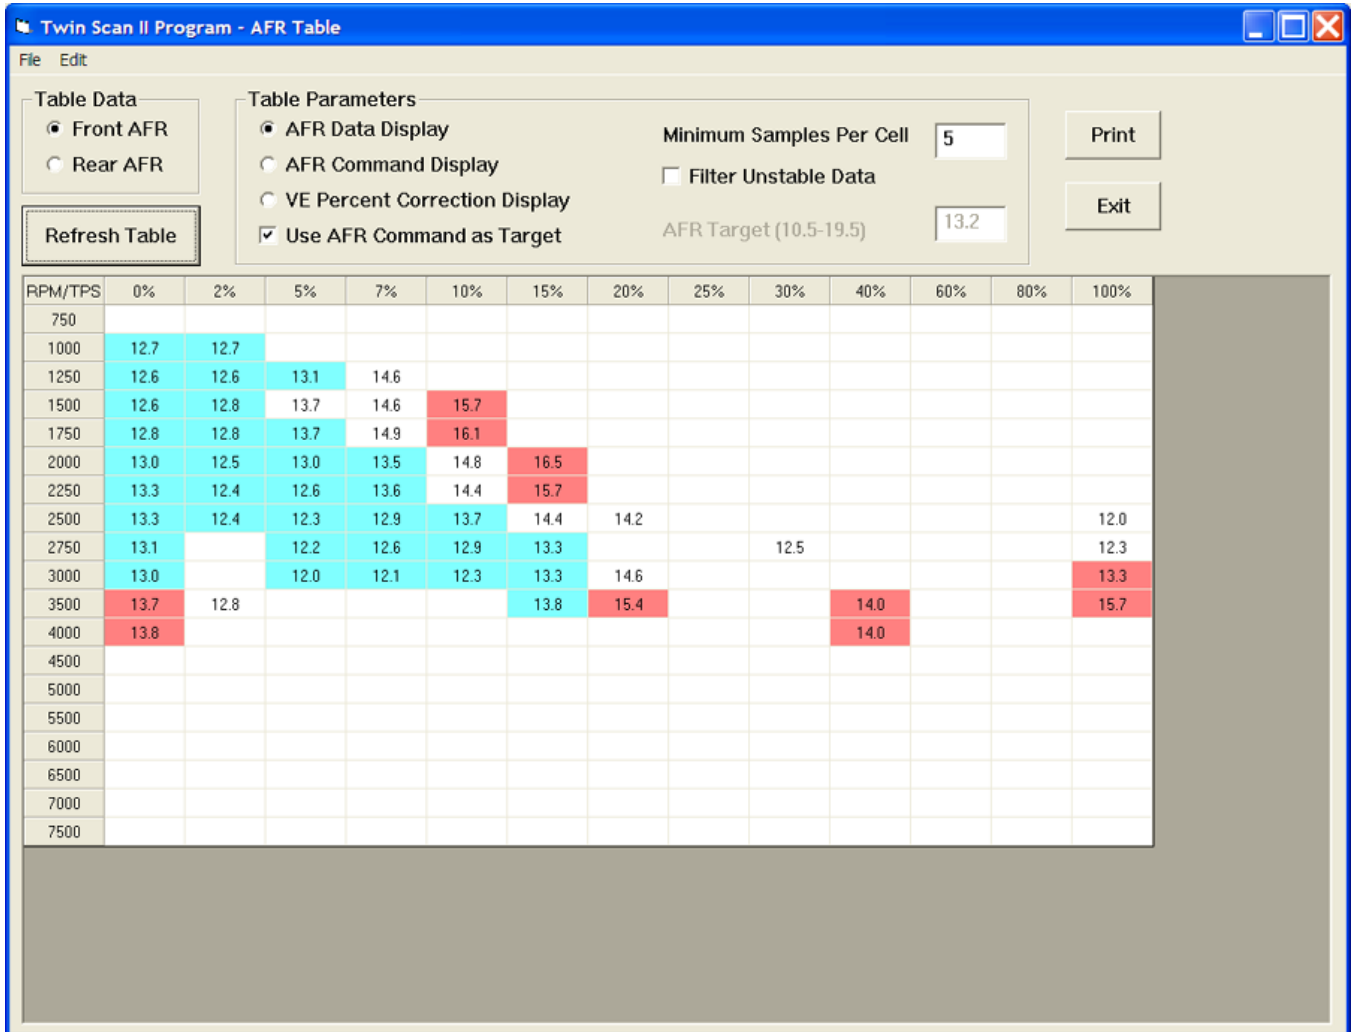 Twin Scan II Program - AFR Table
File Edit
Table Data
Front AFR
Rear AFR
Refresh Table
Table Parameters
AFR Data Display
AFR Command Display
VE Percent Correction Display
Use AFR Command as Target
Minimum Samples Per Cell 5
Filter Unstable Data
AFR Target (10.5-19.5) 13.2
Print
Exit
RPM/TPS 0% 2% 5% 7% 10% 15% 20% 25% 30% 40% 60% 80% 100%
750
1000 12.7 12.7
1250 12.6 12.6 13.1 14.6
1500 12.6 12.8 13.7 14.6 15.7
1750 12.8 12.8 13.7 14.9 16.1
2000 13.0 12.5 13.0 13.5 14.8 16.5
2250 13.3 12.4 12.6 13.6 14.4 15.7
2500 13.3 12.4 12.3 12.9 13.7 14.4 14.2 12.0
2750 13.1 12.2 12.6 12.9 13.3 12.5 12.3
3000 13.0 12.0 12.1 12.3 13.3 14.6 13.3
3500 13.7 12.8 13.8 15.4 14.0 15.7
4000 13.8 14.0
4500
5000
5500
6000
6500
7000
7500